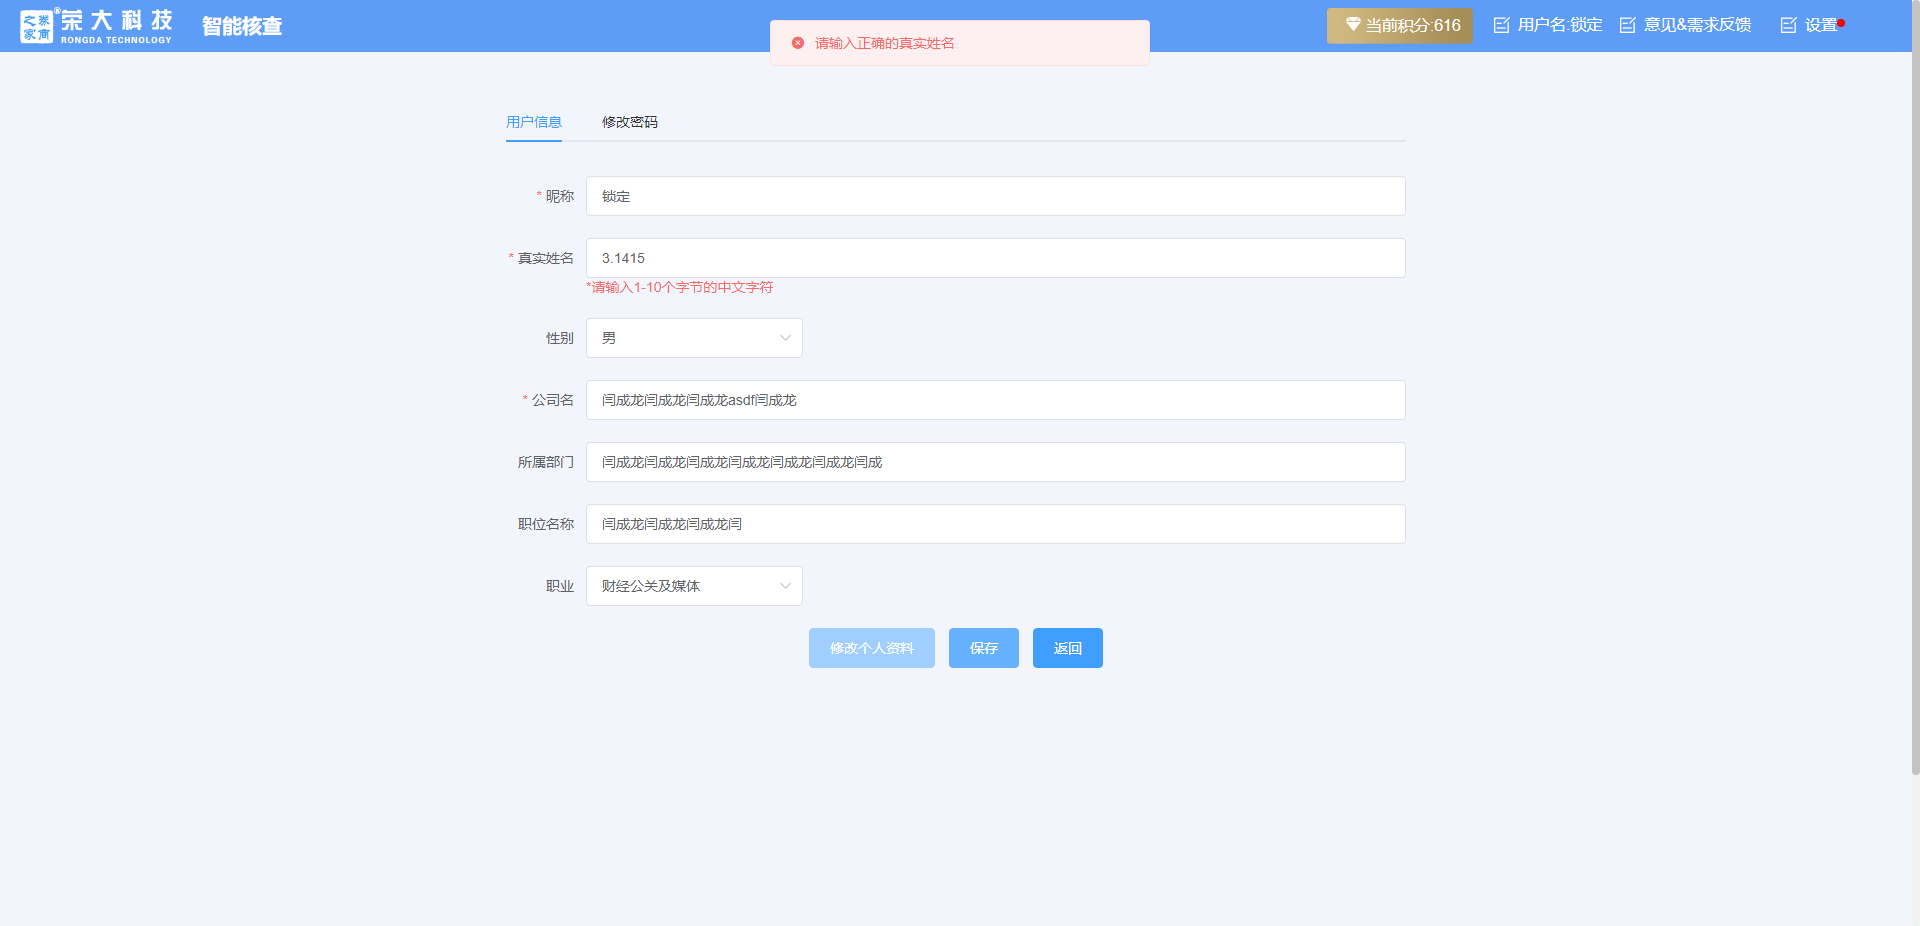 之券家商®荣大科技
RONGDA TECHNOLOGY
智能核查
请输入正确的真实姓名
当前积分:616
用户名:锁定
意见&需求反馈
设置
用户信息
修改密码
* 昵称 锁定
* 真实姓名 3.1415
*请输入1-10个字节的中文字符
性别 男
* 公司名 闫成龙闫成龙闫成龙asdf闫成龙
所属部门 闫成龙闫成龙闫成龙闫成龙闫成龙闫成龙闫成
职位名称 闫成龙闫成龙闫成龙闫
职业 财经公关及媒体
修改个人资料
保存
返回